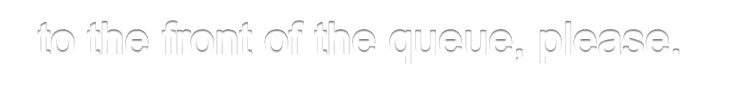 to the front of the queue, please.